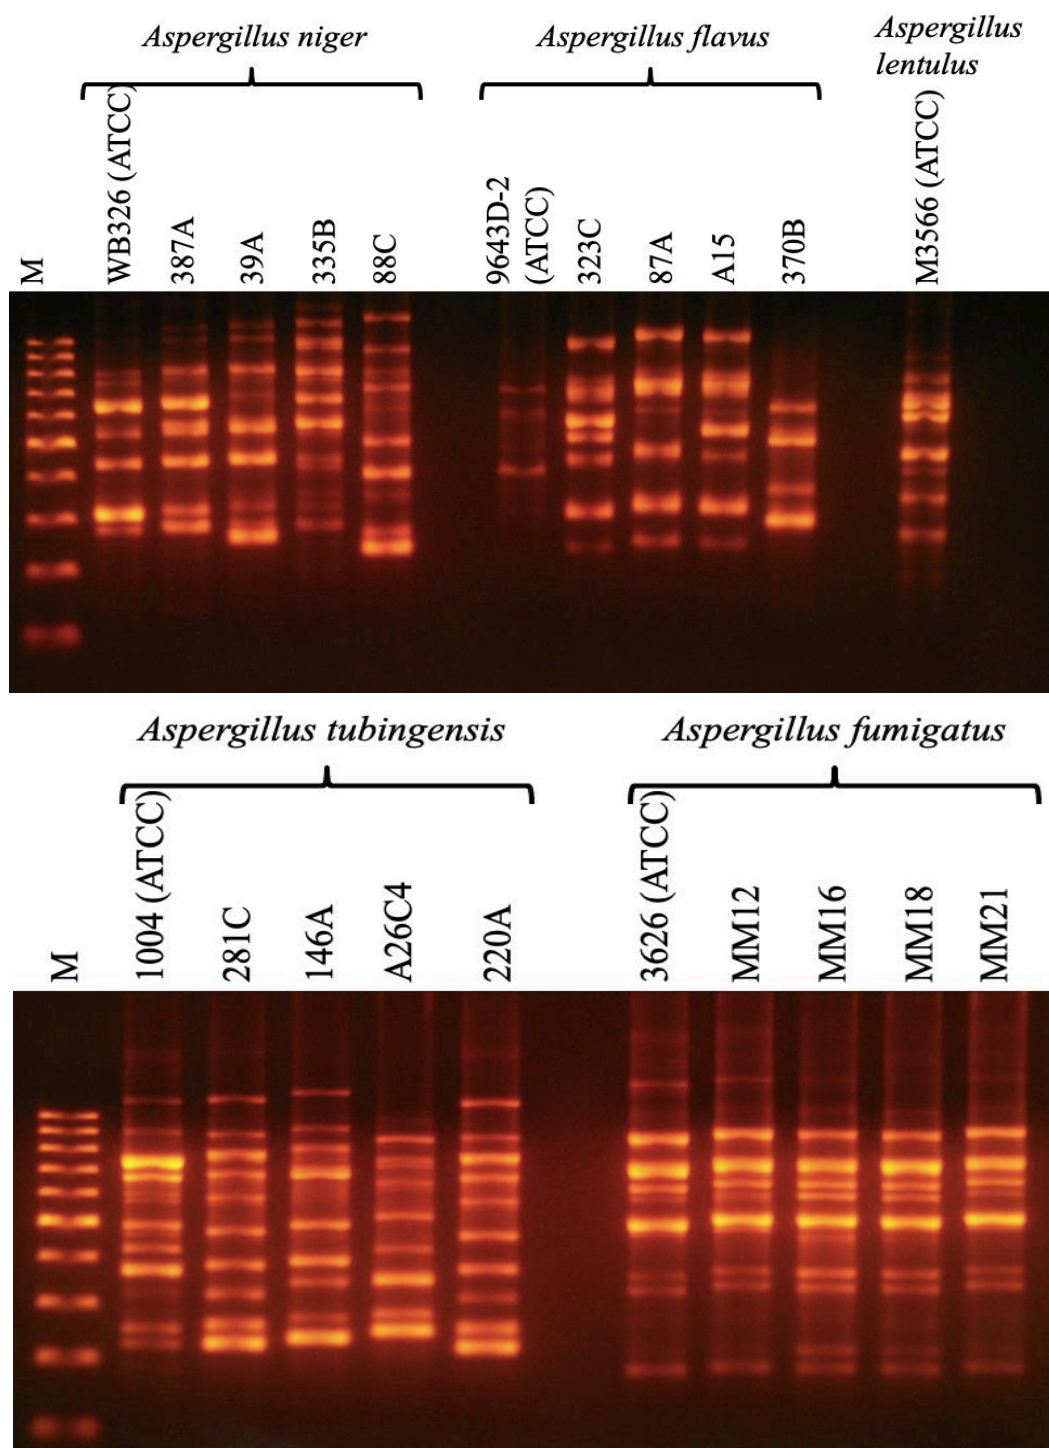 Aspergillus niger
Aspergillus flavus
Aspergillus
lentulus
M
WB326 (ATCC)
387A
39A
335B
88C
9643D-2
(ATCC)
323C
87A
A15
370B
M3566 (ATCC)
Aspergillus tubingensis
Aspergillus fumigatus
M
1004 (ATCC)
281C
146A
A26C4
220A
3626 (ATCC)
MM12
MM16
MM18
MM21